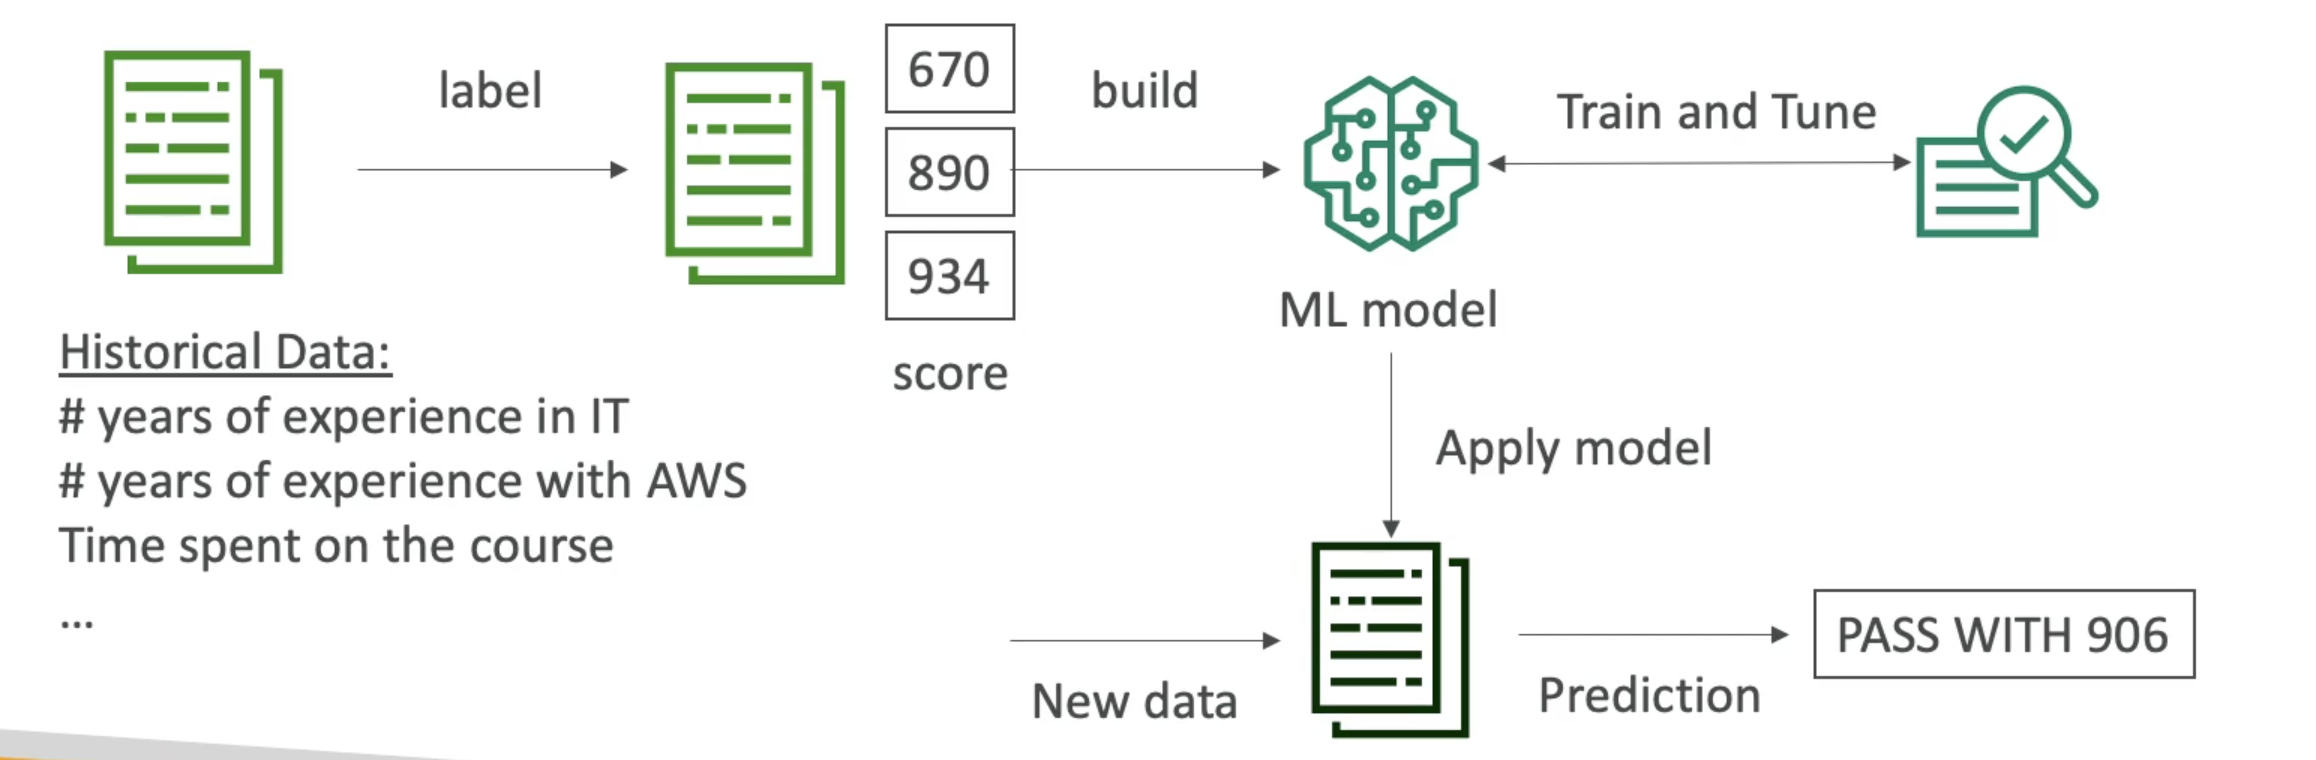 label
670
890
934
score
build
Train and Tune
ML model
Historical Data:
# years of experience in IT
# years of experience with AWS
Time spent on the course
...
Apply model
New data
Prediction
PASS WITH 906